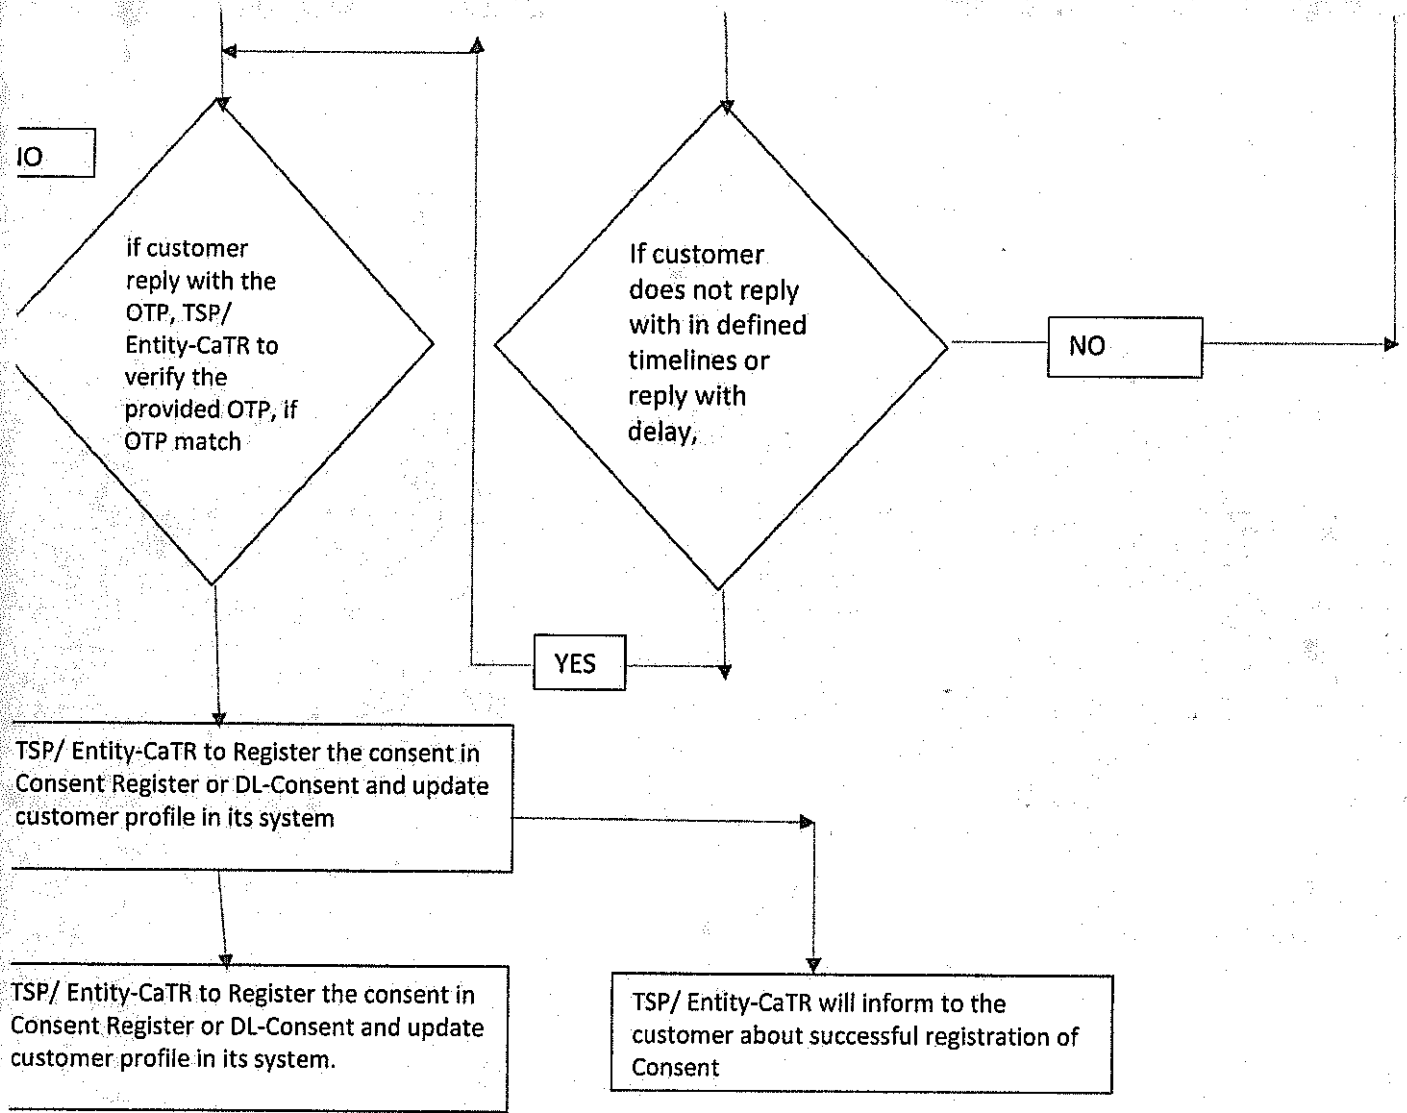 IO
if customer
reply with the
OTP, TSP/
Entity-CaTR to
verify the
provided OTP, if
OTP match
If customer
does not reply
with in defined
timelines or
reply with
delay,
NO
YES
TSP/ Entity-CaTR to Register the consent in
Consent Register or DL-Consent and update
customer profile in its system
TSP/ Entity-CaTR to Register the consent in
Consent Register or DL-Consent and update
customer profile in its system.
TSP/ Entity-CaTR will inform to the
customer about successful registration of
Consent